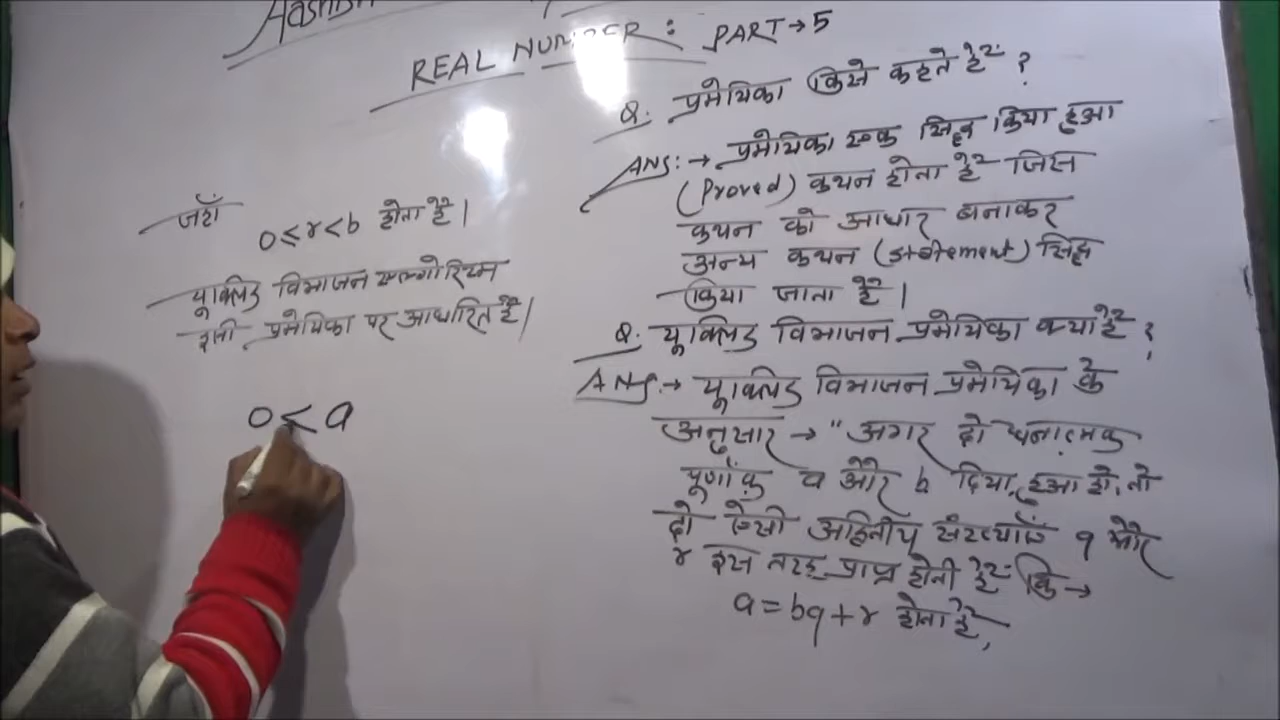 Aashish
REAL NUMBER: PART→5
Q. प्रमेयिका किसे कहते है ?
ANS:→ प्रमेयिका एक सिद्ध किया हुआ
(Proved) कथन होता है जिस
कथन को आधार बनाकर
अन्य कथन (statement) सिद्ध
किया जाता है।
Q. यूक्लिड विभाजन प्रमेयिका क्या है ?
ANS.→ यूक्लिड विभाजन प्रमेयिका के
अनुसार → "अगर दो धनात्मक
पूर्णांक a और b दिया हुआ हो, तो
दो ऐसी अद्वितीय संख्याएँ q और
r इस तरह प्राप्त होती है कि→
a = bq + r होता है,
जहाँ
0 ≤ r < b होता है।
यूक्लिड विभाजन एल्गोरिथ्म
इसी प्रमेयिका पर आधारित है।
0 < a